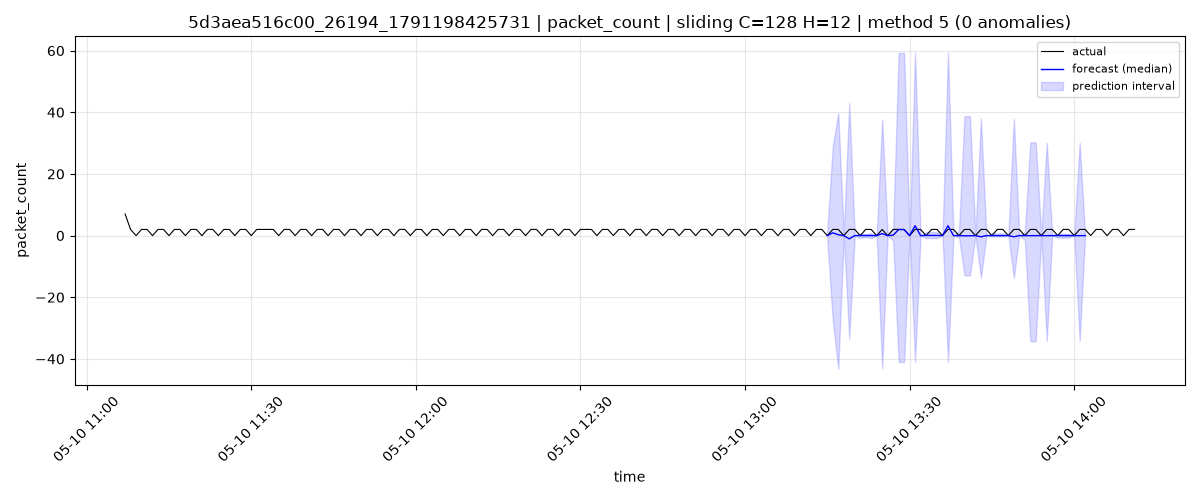 5d3aea516c00_26194_1791198425731 | packet_count | sliding C=128 H=12 | method 5 (0 anomalies)
actual
forecast (median)
prediction interval
packet_count
60
40
20
0
−20
−40
05-10 11:00
05-10 11:30
05-10 12:00
05-10 12:30
05-10 13:00
05-10 13:30
05-10 14:00
time